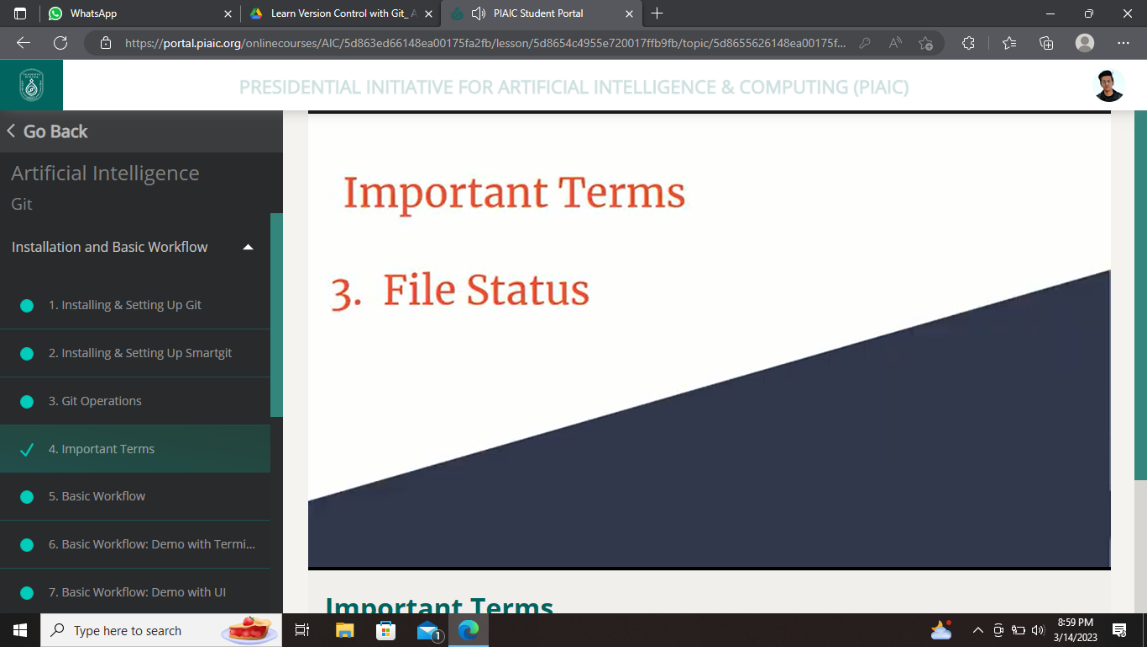 WhatsApp
Learn Version Control with Git_
PIAIC Student Portal
https://portal.piaic.org/onlinecourses/AIC/5d863ed66148ea00175fa2fb/lesson/5d8654c4955e720017ffb9fb/topic/5d8655626148ea00175f...
PRESIDENTIAL INITIATIVE FOR ARTIFICIAL INTELLIGENCE & COMPUTING (PIAIC)
Go Back
Artificial Intelligence
Git
Installation and Basic Workflow
1. Installing & Setting Up Git
2. Installing & Setting Up Smartgit
3. Git Operations
4. Important Terms
5. Basic Workflow
6. Basic Workflow: Demo with Termi...
7. Basic Workflow: Demo with UI
Important Terms
3. File Status
Important Terms
Type here to search
1
8:59 PM
3/14/2023